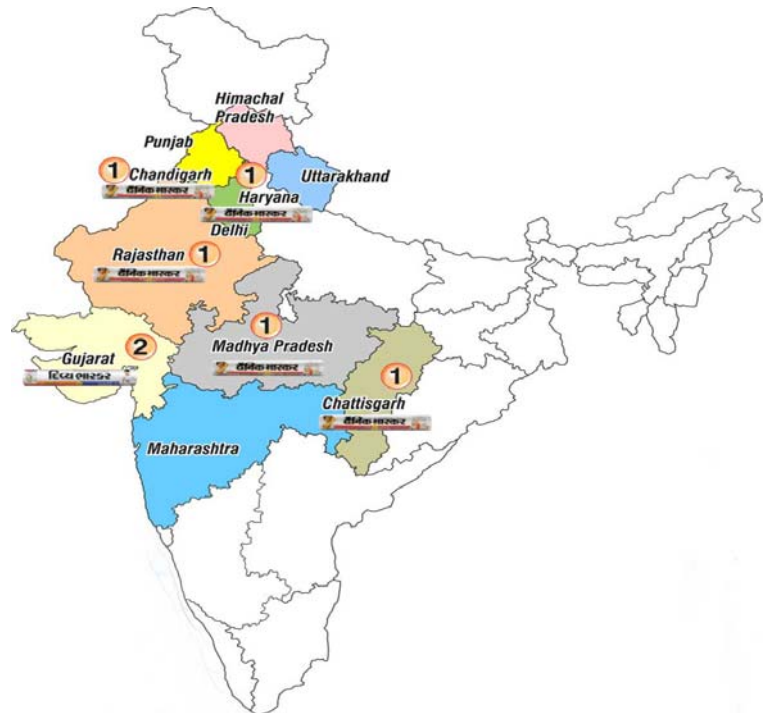 Himachal
Pradesh
Punjab
1
Chandigarh
दैनिक भास्कर
1
Uttarakhand
Haryana
दैनिक भास्कर
Delhi
Rajasthan 1
दैनिक भास्कर
1
Madhya Pradesh
दैनिक भास्कर
2
Gujarat
દિવ્ય ભાસ્કર
1
Chattisgarh
दैनिक भास्कर
Maharashtra